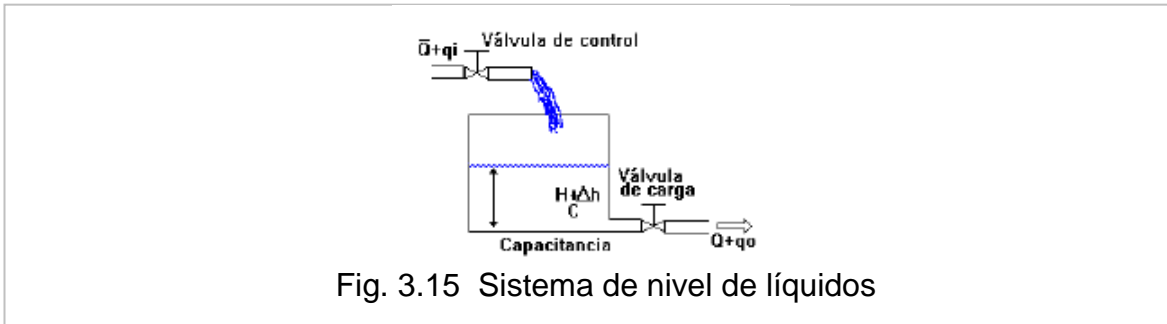 Q̄+qi
Válvula de control
Válvula
de carga
H+Δh
C
Q+qo
Capacitancia
Fig. 3.15 Sistema de nivel de líquidos